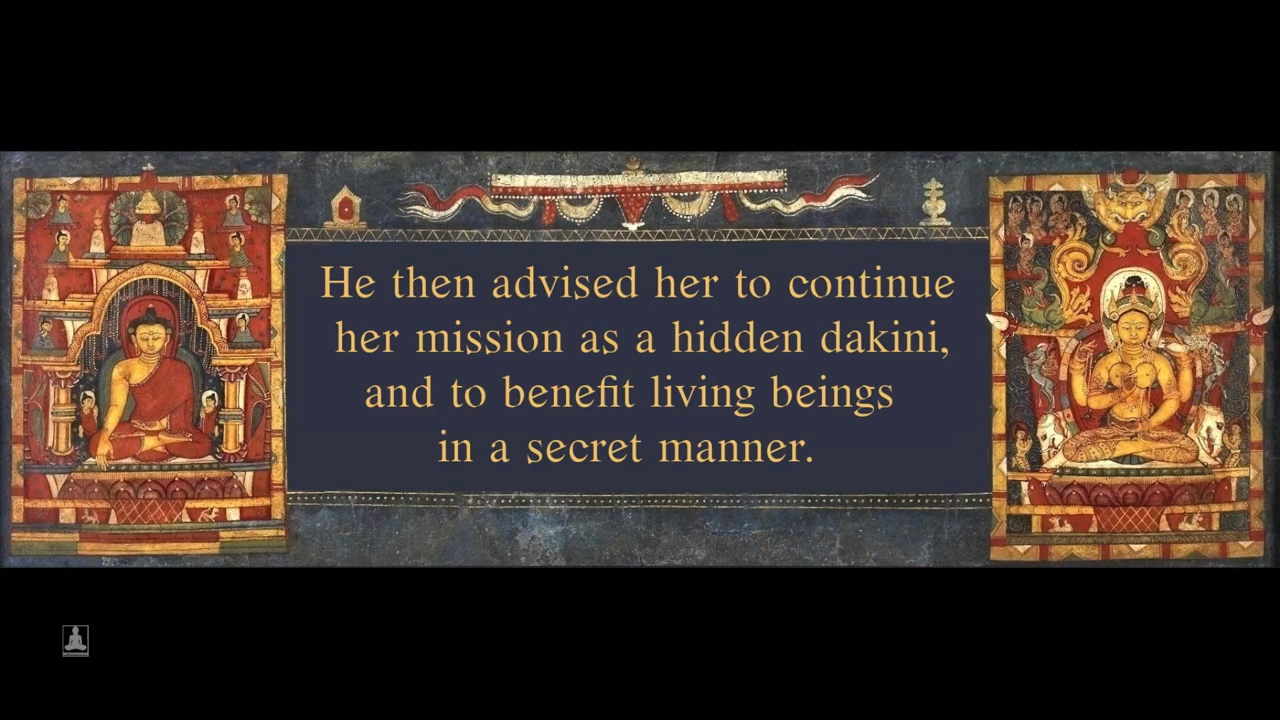 He then advised her to continue
her mission as a hidden dakini,
and to benefit living beings
in a secret manner.